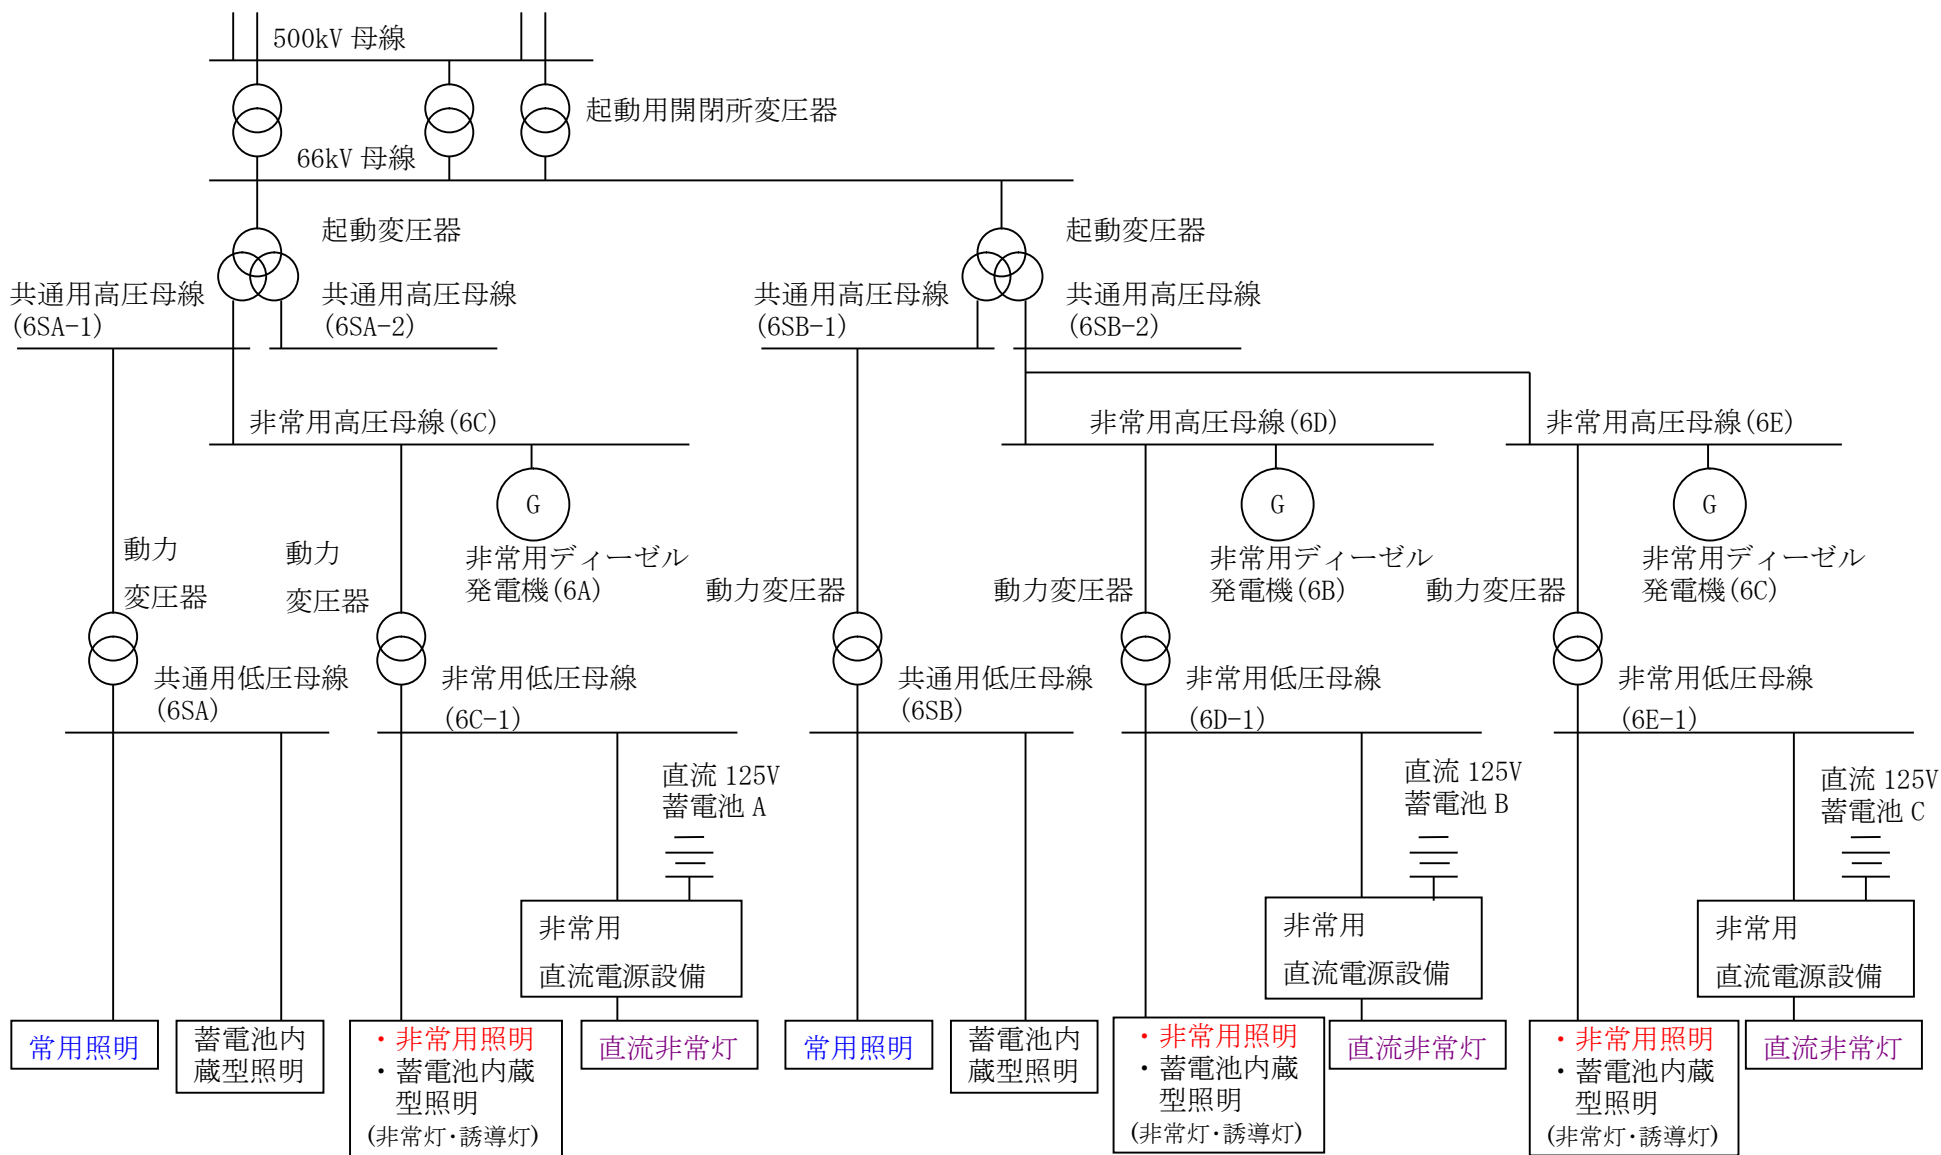 500kV 母線
起動用開閉所変圧器
66kV 母線
起動変圧器
起動変圧器
共通用高圧母線
(6SA-1)
共通用高圧母線
(6SA-2)
共通用高圧母線
(6SB-1)
共通用高圧母線
(6SB-2)
非常用高圧母線(6C)
非常用高圧母線(6D)
非常用高圧母線(6E)
G
G
G
動力
変圧器
動力
変圧器
非常用ディーゼル
発電機(6A)
動力変圧器
動力変圧器
非常用ディーゼル
発電機(6B)
動力変圧器
非常用ディーゼル
発電機(6C)
共通用低圧母線
(6SA)
非常用低圧母線
(6C-1)
共通用低圧母線
(6SB)
非常用低圧母線
(6D-1)
非常用低圧母線
(6E-1)
直流 125V
蓄電池 A
直流 125V
蓄電池 B
直流 125V
蓄電池 C
非常用
直流電源設備
非常用
直流電源設備
非常用
直流電源設備
常用照明
蓄電池内
蔵型照明
・非常用照明
・蓄電池内蔵
型照明
(非常灯・誘導灯)
直流非常灯
常用照明
蓄電池内
蔵型照明
・非常用照明
・蓄電池内蔵
型照明
(非常灯・誘導灯)
直流非常灯
・非常用照明
・蓄電池内蔵
型照明
(非常灯・誘導灯)
直流非常灯